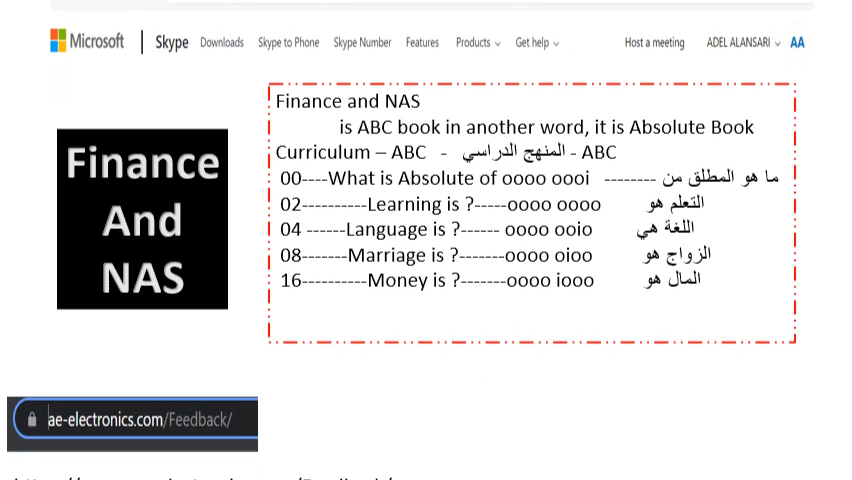 Microsoft | Skype Downloads Skype to Phone Skype Number Features Products Get help Host a meeting ADEL ALANSARI AA
Finance
And
NAS
Finance and NAS
is ABC book in another word, it is Absolute Book
Curriculum – ABC - المنهج الدراسي - ABC
00----What is Absolute of oooo oooi -------- ما هو المطلق من
02----------Learning is ?-----oooo oooo التعلم هو
04 ------Language is ?------ oooo ooio اللغة هي
08-------Marriage is ?-------oooo oioo الزواج هو
16----------Money is ?-------oooo iooo المال هو
ae-electronics.com/Feedback/